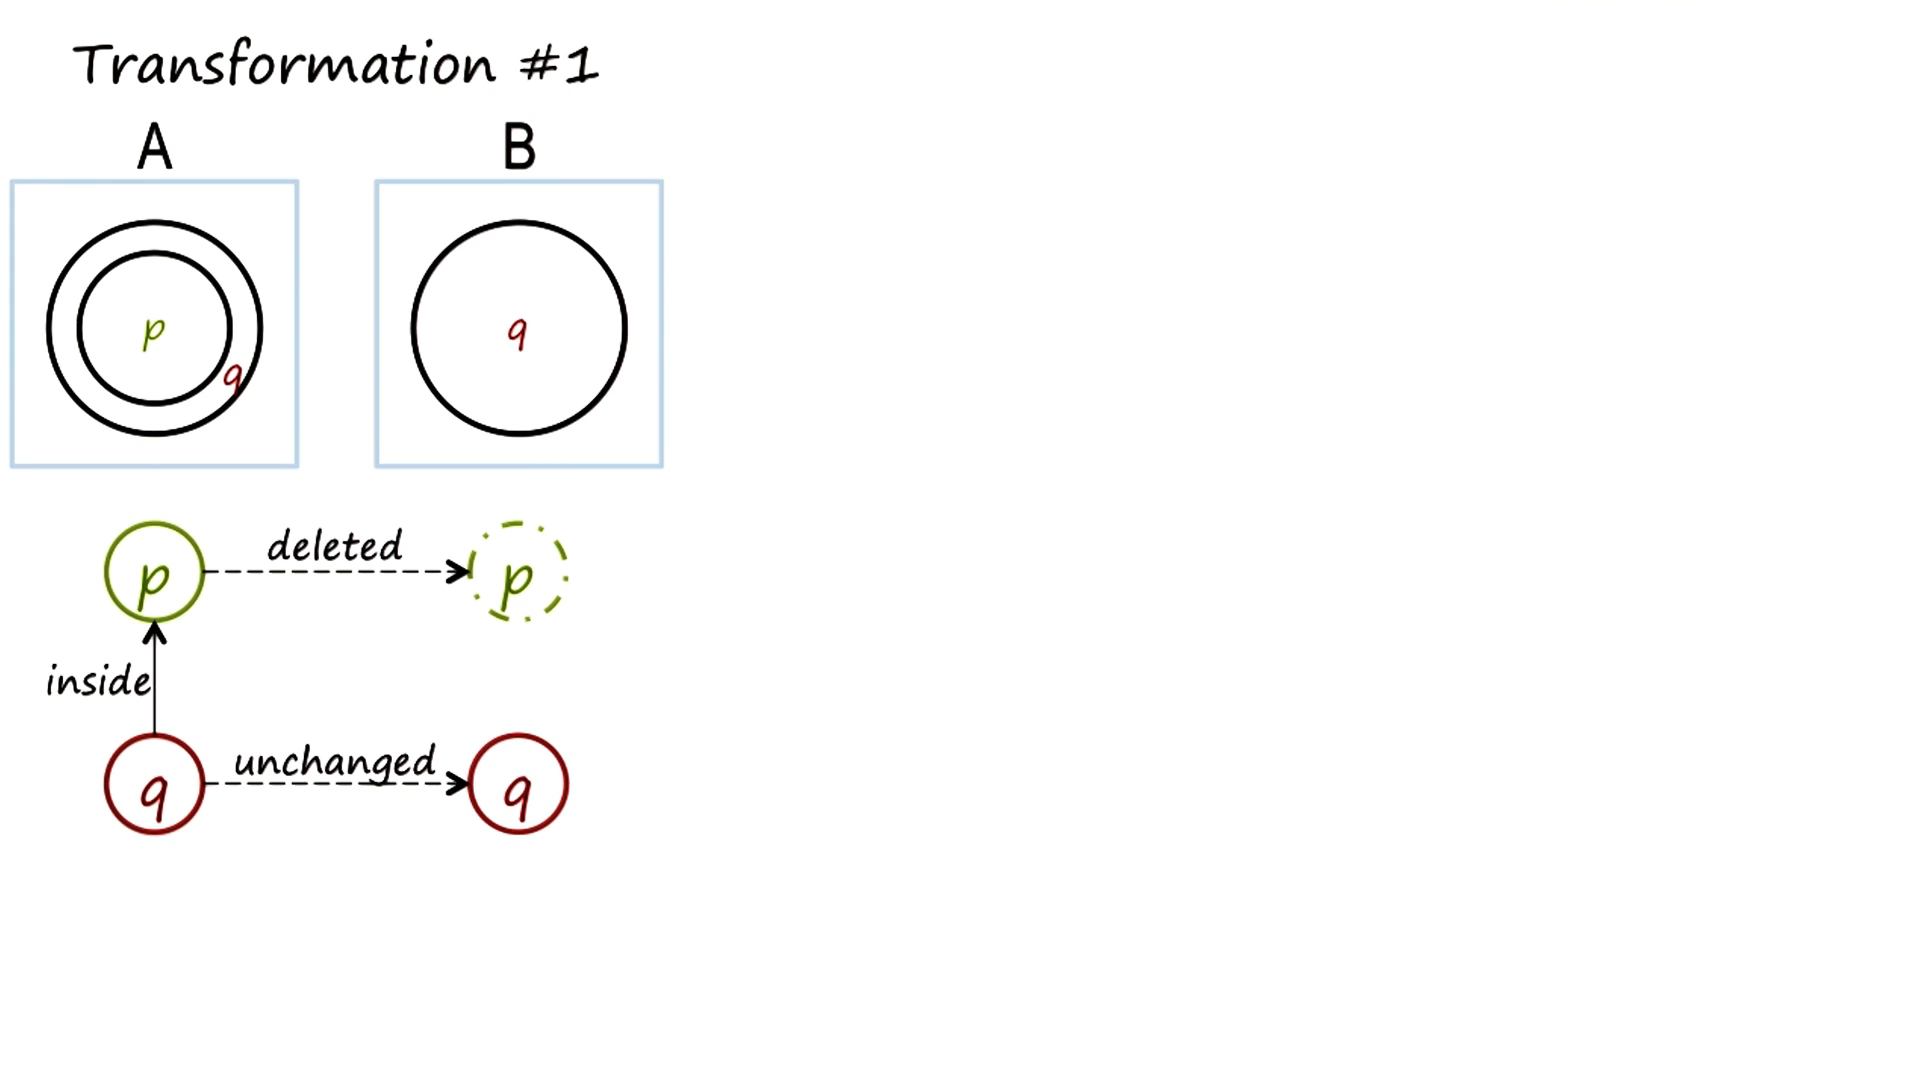 Transformation #1
A B
p q
q
deleted
p p
inside
unchanged
q q